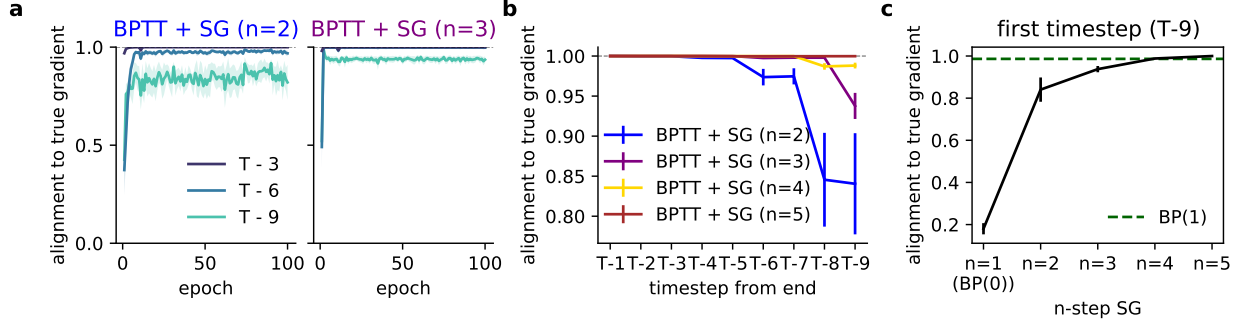 a
BPTT + SG (n=2)
BPTT + SG (n=3)
alignment to true gradient
1.0
0.5
0.0
T - 3
T - 6
T - 9
0
100
epoch
0
100
epoch
b
alignment to true gradient
1.00
0.95
0.90
0.85
0.80
BPTT + SG (n=2)
BPTT + SG (n=3)
BPTT + SG (n=4)
BPTT + SG (n=5)
T-1 T-2 T-3 T-4 T-5 T-6 T-7 T-8 T-9
timestep from end
c
first timestep (T-9)
alignment to true gradient
1.0
0.8
0.6
0.4
0.2
BP(1)
n=1 n=2 n=3 n=4 n=5
(BP(0))
n-step SG